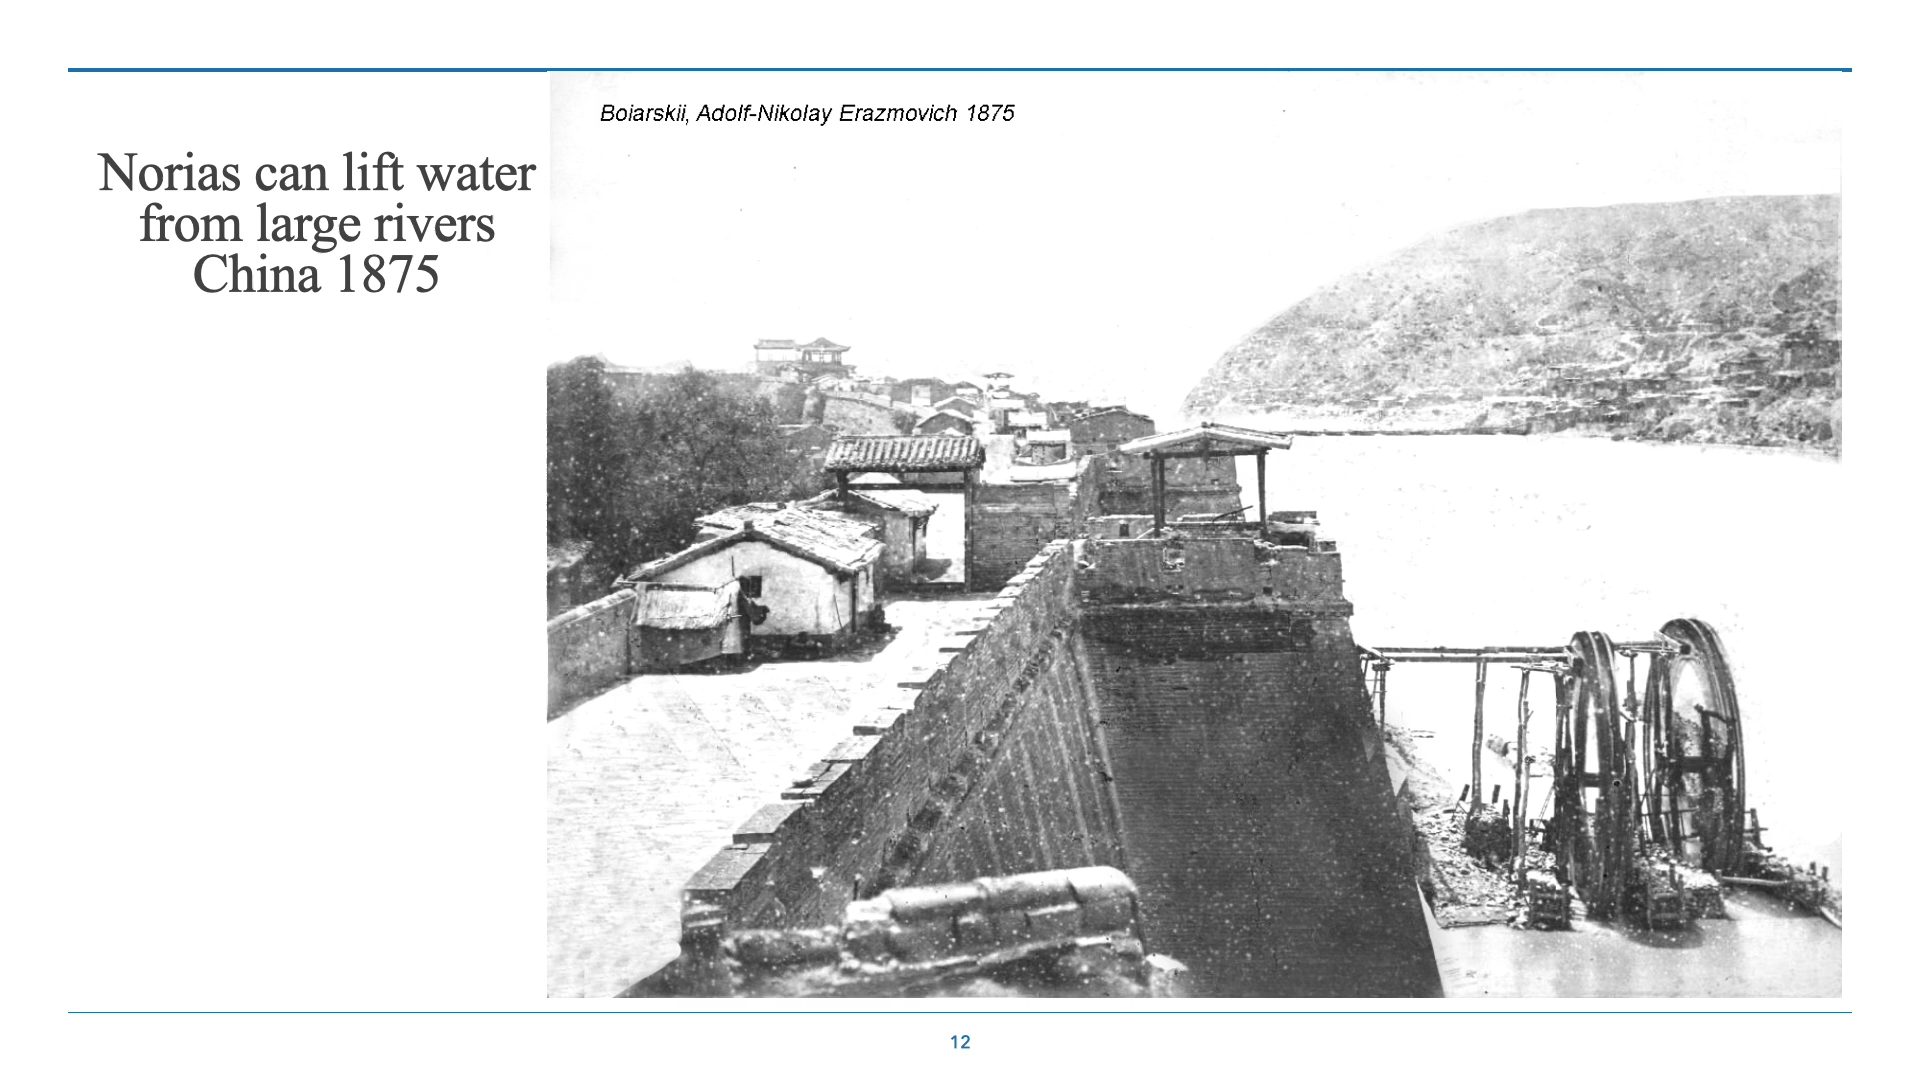 Boiarskii, Adolf-Nikolay Erazmovich 1875
Norias can lift water
from large rivers
China 1875
12